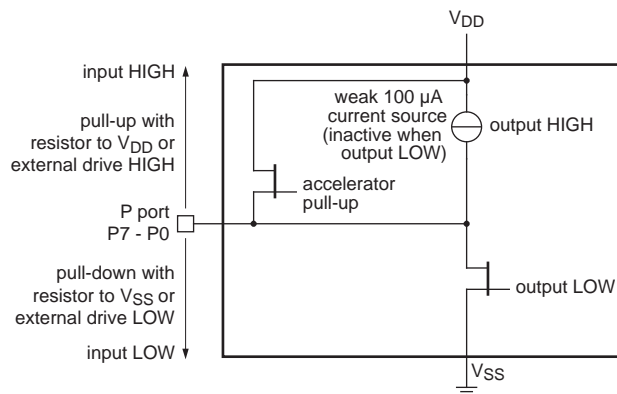 VDD
input HIGH
pull-up with
resistor to VDD or
external drive HIGH
weak 100 μA
current source
(inactive when
output LOW)
output HIGH
accelerator
pull-up
P port
P7 - P0
pull-down with
resistor to VSS or
external drive LOW
input LOW
output LOW
VSS